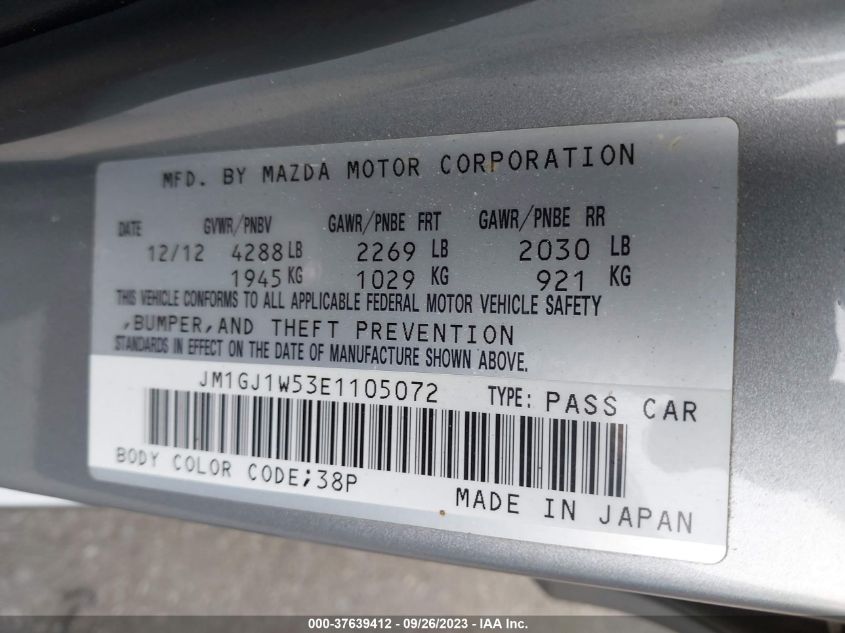 MFD. BY MAZDA MOTOR CORPORATION
DATE GVWR/PNBV GAWR/PNBE FRT GAWR/PNBE RR
12/12 4288 LB 2269 LB 2030 LB
1945 KG 1029 KG 921 KG
THIS VEHICLE CONFORMS TO ALL APPLICABLE FEDERAL MOTOR VEHICLE SAFETY
,BUMPER,AND THEFT PREVENTION
STANDARDS IN EFFECT ON THE DATE OF MANUFACTURE SHOWN ABOVE.
JM1GJ1W53E1105072 TYPE: PASS CAR
BODY COLOR CODE;38P
MADE IN JAPAN
000-37639412 - 09/26/2023 - IAA Inc.